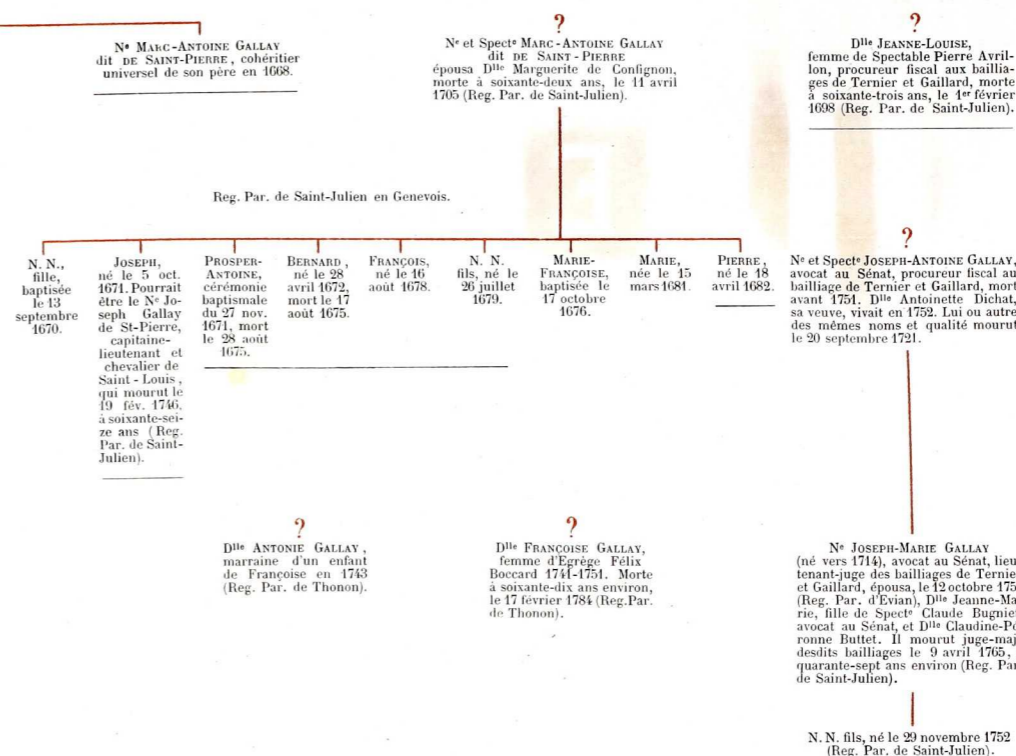 Nᵉ MARC-ANTOINE GALLAY
dit DE SAINT-PIERRE, cohéritier
universel de son père en 1668.
?
Nᵉ et Spectᵉ MARC-ANTOINE GALLAY
dit DE SAINT-PIERRE
épousa Dˡˡᵉ Marguerite de Confignon,
morte à soixante-deux ans, le 11 avril
1705 (Reg. Par. de Saint-Julien).
?
Dˡˡᵉ JEANNE-LOUISE,
femme de Spectable Pierre Avril-
lon, procureur fiscal aux baillia-
ges de Ternier et Gaillard, morte
à soixante-trois ans, le 1ᵉʳ février
1698 (Reg. Par. de Saint-Julien).
Reg. Par. de Saint-Julien en Genevois.
N. N.,
fille,
baptisée
le 13
septembre
1670.
JOSEPH,
né le 5 oct.
1671. Pourrait
être le Nᵉ Jo-
seph Gallay
de St-Pierre,
capitaine-
lieutenant et
chevalier de
Saint-Louis,
qui mourut le
19 fév. 1746,
à soixante-sei-
ze ans (Reg.
Par. de Saint-
Julien).
PROSPER-
ANTOINE,
cérémonie
baptismale
du 27 nov.
1671, mort
le 28 août
1675.
BERNARD,
né le 28
avril 1672,
mort le 17
août 1675.
FRANÇOIS,
né le 16
août 1678.
N. N.
fils, né le
26 juillet
1679.
MARIE-
FRANÇOISE,
baptisée le
17 octobre
1676.
MARIE,
née le 15
mars 1681.
PIERRE,
né le 18
avril 1682.
?
Nᵉ et Spectᵉ JOSEPH-ANTOINE GALLAY,
avocat au Sénat, procureur fiscal au
bailliage de Ternier et Gaillard, mort
avant 1751. Dˡˡᵉ Antoinette Dichat,
sa veuve, vivait en 1752. Lui ou autre
des mêmes noms et qualité mourut
le 20 septembre 1721.
?
Dˡˡᵉ ANTONIE GALLAY,
marraine d'un enfant
de Françoise en 1743
(Reg. Par. de Thonon).
?
Dˡˡᵉ FRANÇOISE GALLAY,
femme d'Egrège Félix
Boccard 1741-1751. Morte
à soixante-dix ans environ,
le 17 février 1784 (Reg. Par.
de Thonon).
Nᵉ JOSEPH-MARIE GALLAY
(né vers 1714), avocat au Sénat, lieu
tenant-juge des bailliages de Ternie
et Gaillard, épousa, le 12 octobre 175
(Reg. Par. d'Evian), Dˡˡᵉ Jeanne-Ma
rie, fille de Spectᵉ Claude Bugnie
avocat au Sénat, et Dˡˡᵉ Claudine-Pé
ronne Buttet. Il mourut juge-maj
desdits bailliages le 9 avril 1765,
quarante-sept ans environ (Reg. Par
de Saint-Julien).
N. N. fils, né le 29 novembre 1752
(Reg. Par. de Saint-Julien).